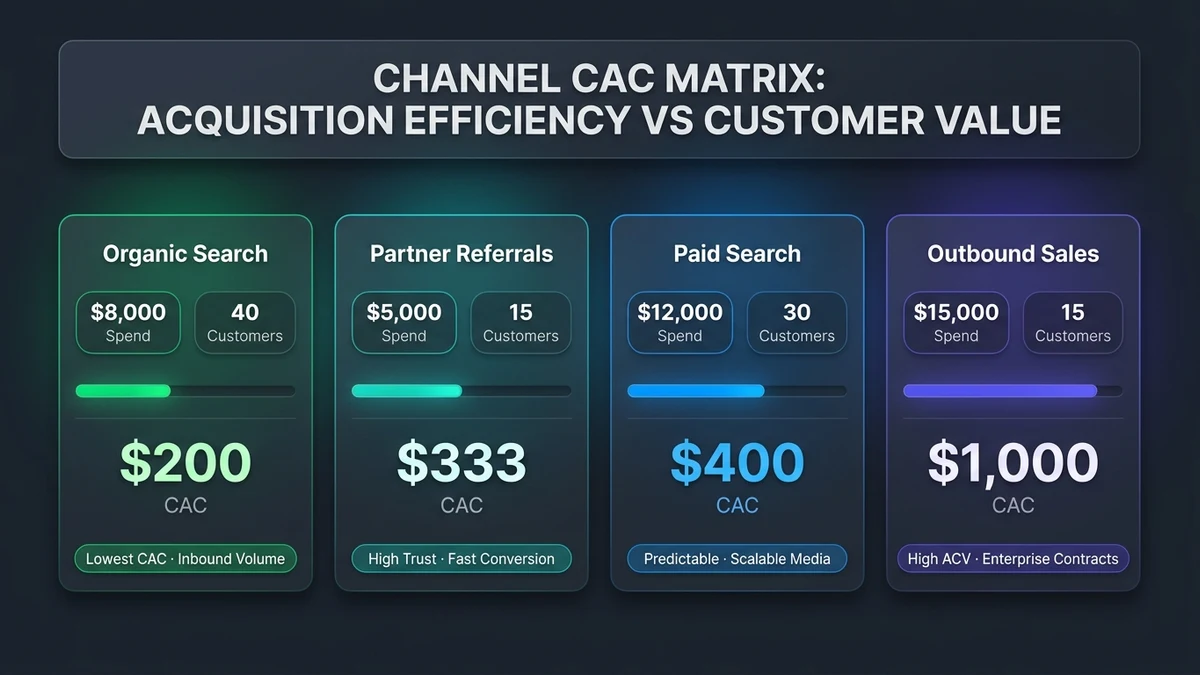 CHANNEL CAC MATRIX:
ACQUISITION EFFICIENCY VS CUSTOMER VALUE
Organic Search
$8,000
Spend
40
Customers
$200
CAC
Lowest CAC · Inbound Volume
Partner Referrals
$5,000
Spend
15
Customers
$333
CAC
High Trust · Fast Conversion
Paid Search
$12,000
Spend
30
Customers
$400
CAC
Predictable · Scalable Media
Outbound Sales
$15,000
Spend
15
Customers
$1,000
CAC
High ACV · Enterprise Contracts